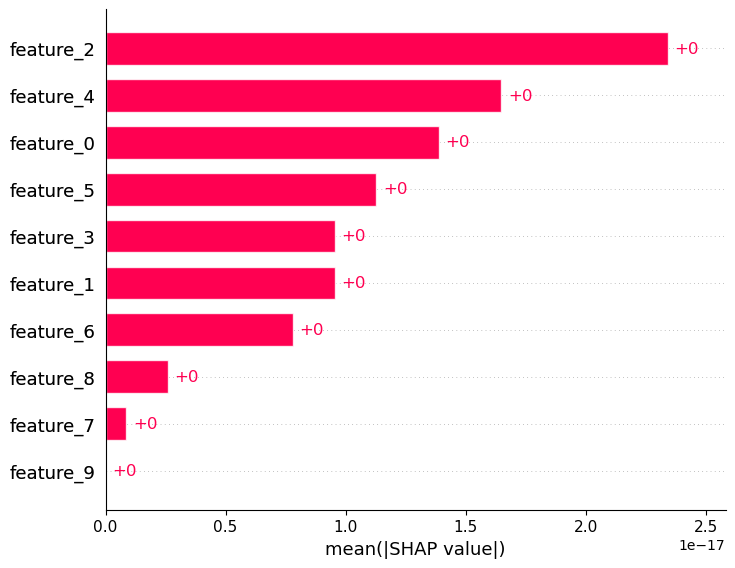 feature_2 +0
feature_4 +0
feature_0 +0
feature_5 +0
feature_3 +0
feature_1 +0
feature_6 +0
feature_8 +0
feature_7 +0
feature_9 +0
0.0 0.5 1.0 1.5 2.0 2.5
1e−17
mean(|SHAP value|)